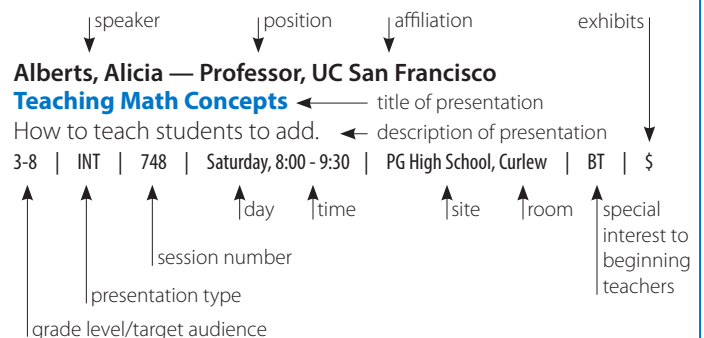 speaker position affiliation exhibits
Alberts, Alicia — Professor, UC San Francisco
Teaching Math Concepts title of presentation
How to teach students to add. description of presentation
3-8 | INT | 748 | Saturday, 8:00 - 9:30 | PG High School, Curlew | BT | $
day time site room special
interest to
beginning
teachers
session number
presentation type
grade level/target audience